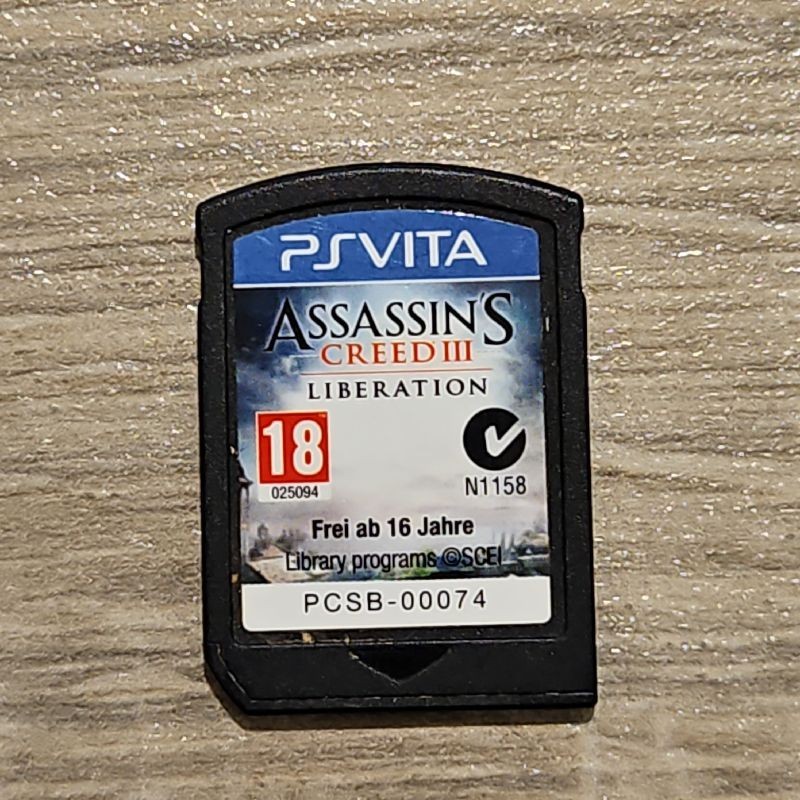 PSVITA
ASSASSIN'S
CREED III
LIBERATION
18
025094
N1158
Frei ab 16 Jahre
Library programs ©SCEI
PCSB-00074